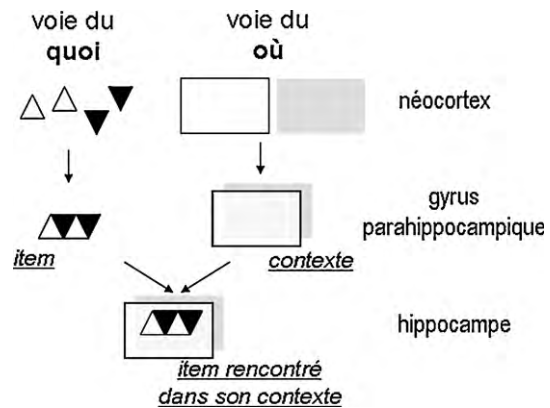 voie du
quoi
voie du
où
néocortex
gyrus
parahippocampique
item
contexte
hippocampe
item rencontré
dans son contexte